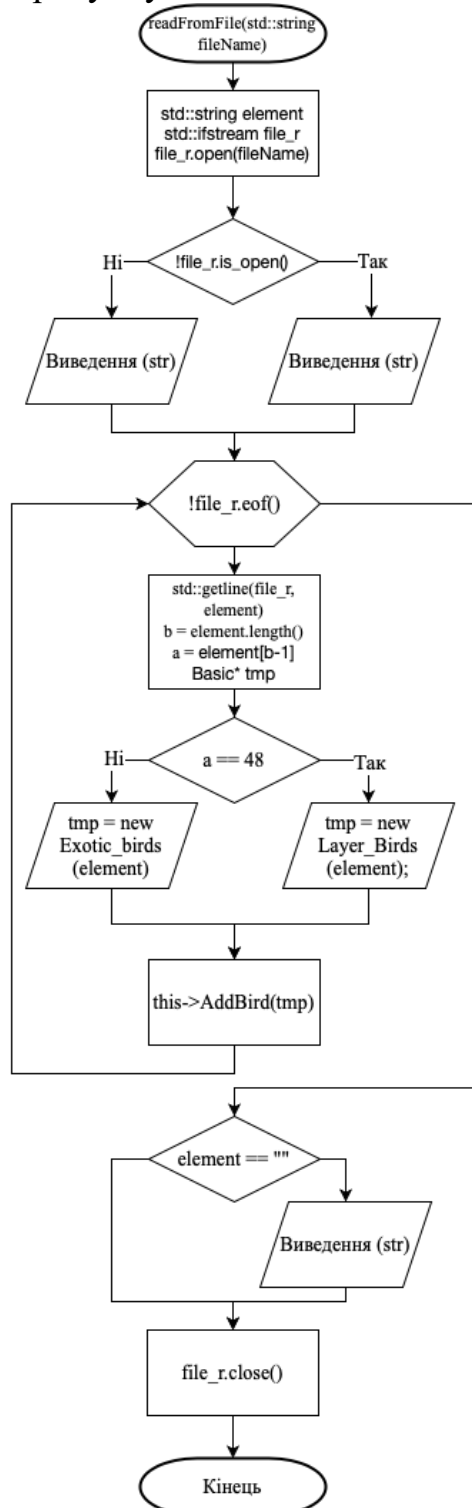 readFromFile(std::string
fileName)
std::string element
std::ifstream file_r
file_r.open(fileName)
!file_r.is_open()
Ні
Так
Виведення (str)
Виведення (str)
!file_r.eof()
std::getline(file_r,
element)
b = element.length()
a = element[b-1]
Basic* tmp
a == 48
Ні
Так
tmp = new
Exotic_birds
(element)
tmp = new
Layer_Birds
(element);
this->AddBird(tmp)
element == ""
Виведення (str)
file_r.close()
Кінець